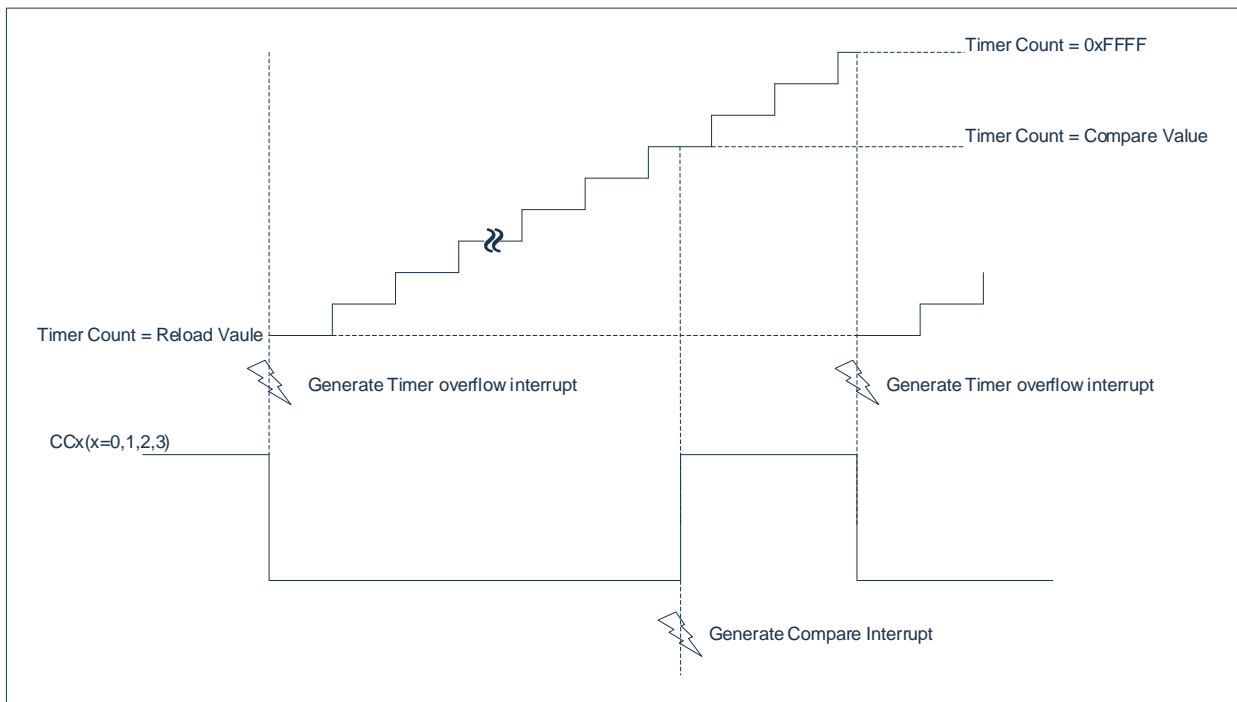 Timer Count = 0xFFFF
Timer Count = Compare Value
Timer Count = Reload Vaule
Generate Timer overflow interrupt
Generate Timer overflow interrupt
CCx(x=0,1,2,3)
Generate Compare Interrupt